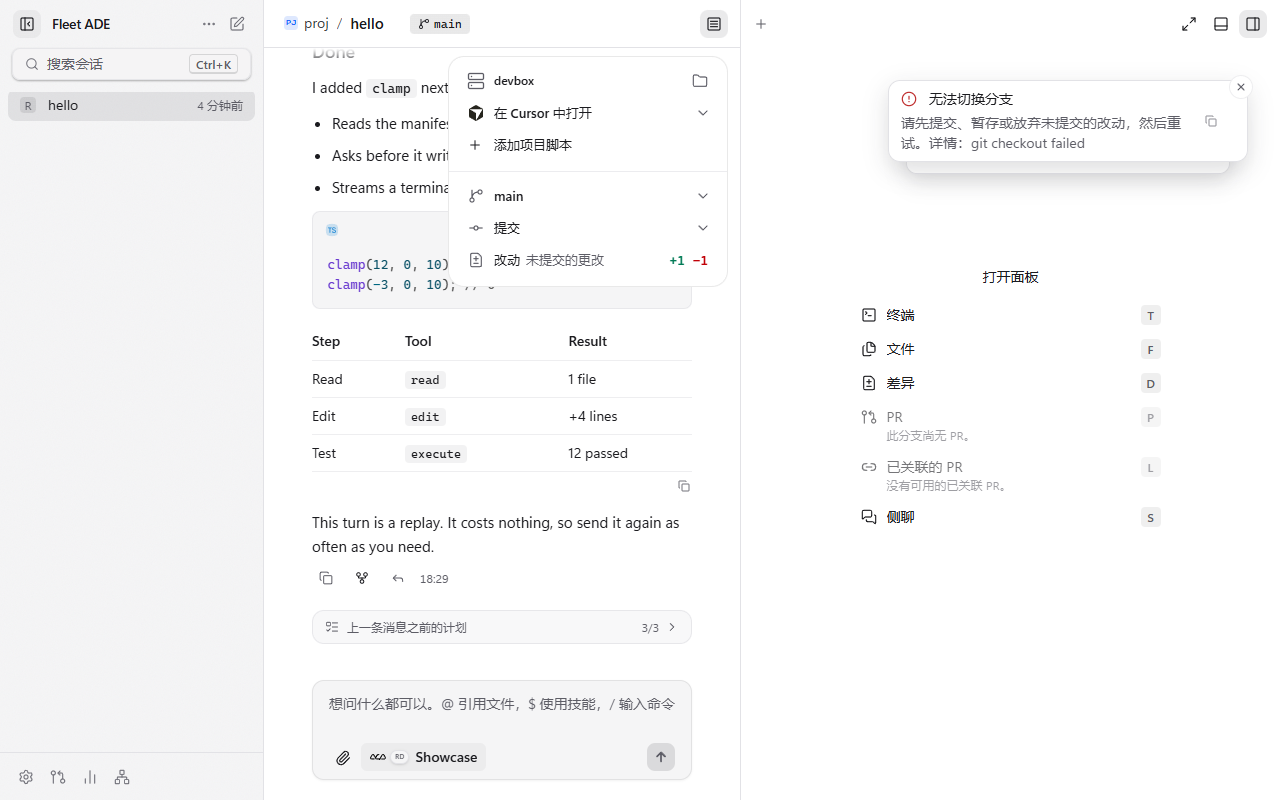 Fleet ADE
搜索会话
Ctrl+K
R hello 4 分钟前
PJ proj / hello main
Done
I added clamp next
Reads the manifes
Asks before it writ
Streams a termina
TS
clamp(12, 0, 10)
clamp(-3, 0, 10);
Step Tool Result
Read read 1 file
Edit edit +4 lines
Test execute 12 passed
This turn is a replay. It costs nothing, so send it again as
often as you need.
18:29
上一条消息之前的计划 3/3
想问什么都可以。@ 引用文件，$ 使用技能，/ 输入命令
RD Showcase
devbox
在 Cursor 中打开
添加项目脚本
main
提交
改动 未提交的更改 +1 −1
无法切换分支
请先提交、暂存或放弃未提交的改动，然后重
试。详情：git checkout failed
打开面板
终端 T
文件 F
差异 D
PR P
此分支尚无 PR。
已关联的 PR L
没有可用的已关联 PR。
侧聊 S